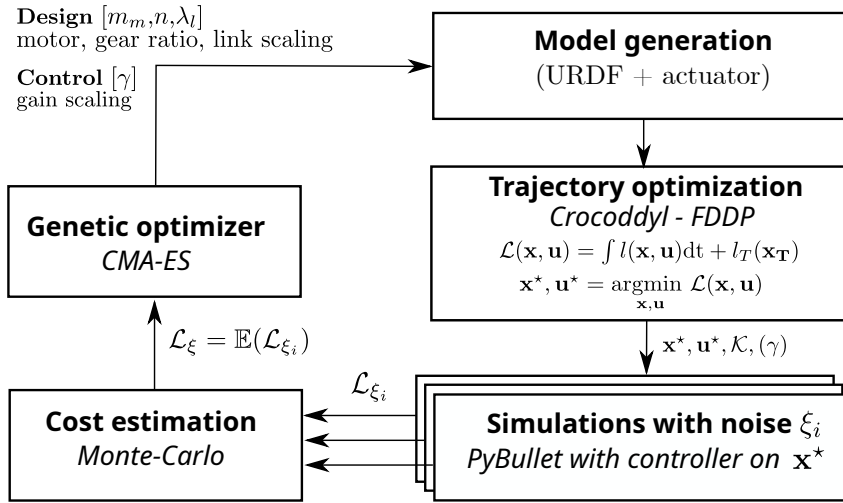 Design [m_m,n,λ_l]
motor, gear ratio, link scaling
Control [γ]
gain scaling
Model generation
(URDF + actuator)
Trajectory optimization
Crocoddyl - FDDP
ℒ(x, u) = ∫ l(x, u)dt + l_T(x_T)
x⋆, u⋆ = argmin ℒ(x, u)
x,u
x⋆, u⋆, 𝒦, (γ)
Genetic optimizer
CMA-ES
ℒ_ξ = 𝔼(ℒ_ξ_i)
ℒ_ξ_i
Cost estimation
Monte-Carlo
Simulations with noise ξ_i
PyBullet with controller on x⋆